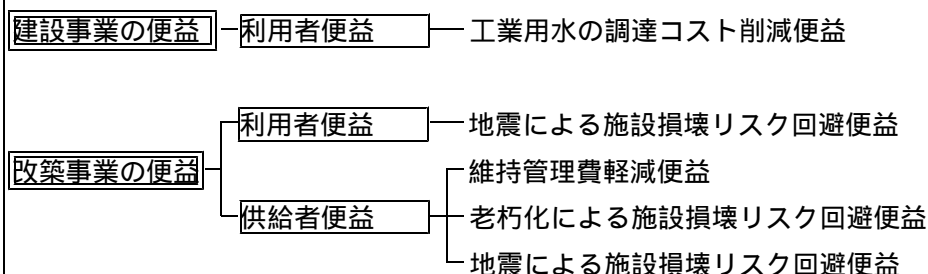 建設事業の便益 利用者便益 工業用水の調達コスト削減便益
利用者便益 地震による施設損壊リスク回避便益
改築事業の便益 維持管理費軽減便益
供給者便益 老朽化による施設損壊リスク回避便益
地震による施設損壊リスク回避便益